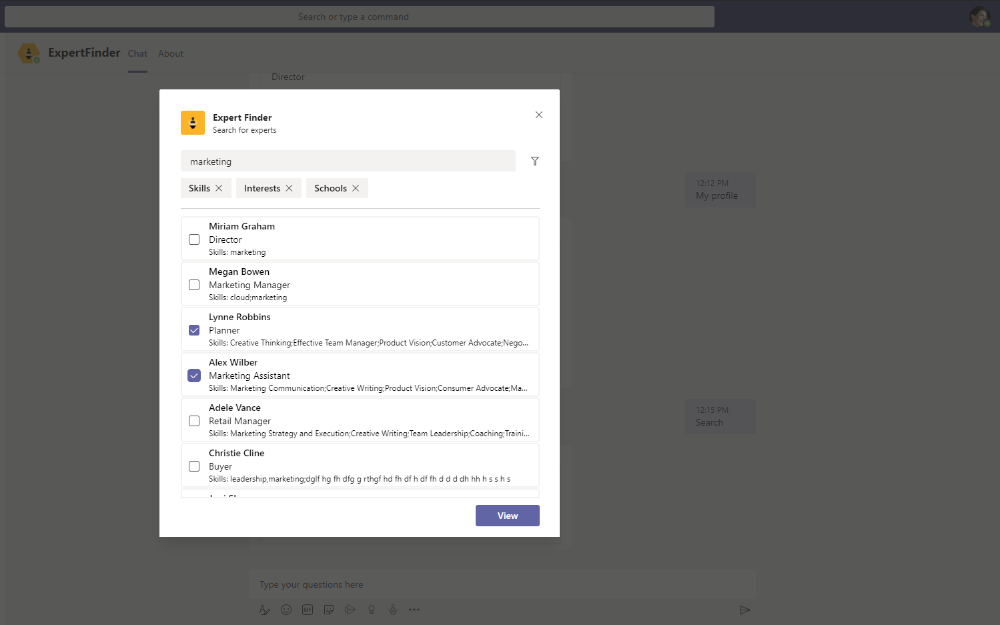 Search or type a command
ExpertFinder Chat About
Director
Expert Finder
Search for experts
marketing
Skills Interests Schools
12:12 PM
My profile
Miriam Graham
Director
Skills: marketing
Megan Bowen
Marketing Manager
Skills: cloud;marketing
Lynne Robbins
Planner
Skills: Creative Thinking;Effective Team Manager;Product Vision;Customer Advocate;Nego...
Alex Wilber
Marketing Assistant
Skills: Marketing Communication;Creative Writing;Product Vision;Consumer Advocate;Ma...
Adele Vance
Retail Manager
Skills: Marketing Strategy and Execution;Creative Writing;Team Leadership;Coaching;Traini...
12:15 PM
Search
Christie Cline
Buyer
Skills: leadership,marketing;dglf hg fh dfg g rthgf hd fh df h df fh d d d dh hh h s s h s
View
Type your questions here
GIF